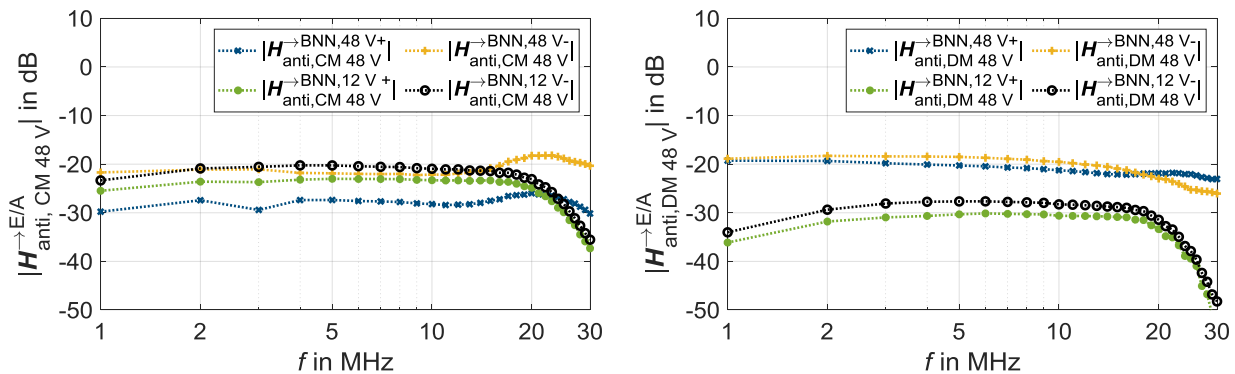 |H→E/A anti, CM 48 V| in dB
10
0
-10
-20
-30
-40
-50
1 2 5 10 20 30
f in MHz
|H→BNN,48 V+ anti,CM 48 V| |H→BNN,48 V- anti,CM 48 V|
|H→BNN,12 V + anti,CM 48 V| |H→BNN,12 V- anti,CM 48 V|
|H→E/A anti,DM 48 V| in dB
10
0
-10
-20
-30
-40
-50
1 2 5 10 20 30
f in MHz
|H→BNN,48 V+ anti,DM 48 V| |H→BNN,48 V- anti,DM 48 V|
|H→BNN,12 V+ anti,DM 48 V| |H→BNN,12 V- anti,DM 48 V|